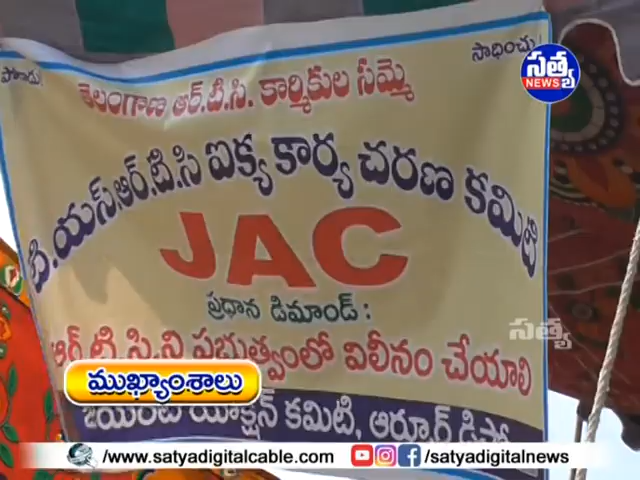 పోరాడు
సాధించు
తెలంగాణ ఆర్.టి.సి. కార్మికుల సమ్మె
టి.యస్ఆర్.టి.సి ఐక్య కార్య చరణ కమిటి
JAC
ప్రధాన డిమాండ్ :
ఆర్.టి.సి.ని ప్రభుత్వంలో విలీనం చేయాలి
జాయింట్ యాక్షన్ కమిటి, ఆర్మూర్ డిపో
సత్య
NEWS
సత్య
ముఖ్యాంశాలు
www.satyadigitalcable.com
/satyadigitalnews